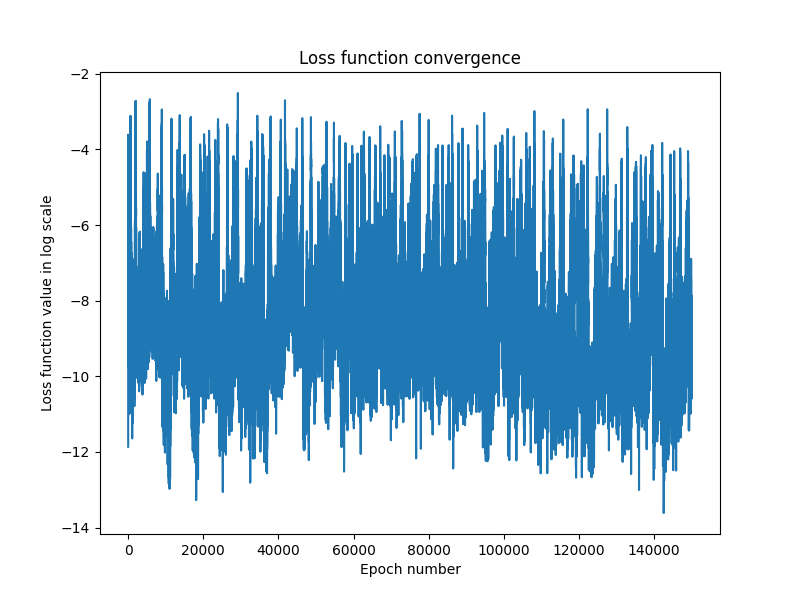 Loss function convergence
Loss function value in log scale
−2
−4
−6
−8
−10
−12
−14
0 20000 40000 60000 80000 100000 120000 140000
Epoch number